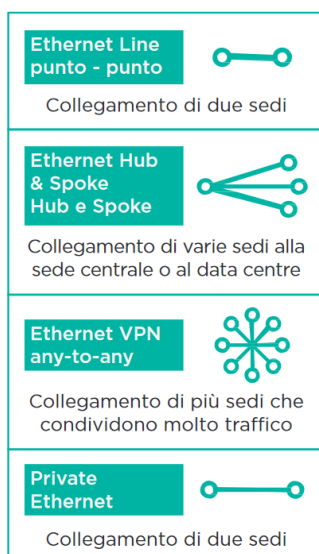 Ethernet Line
punto - punto
Collegamento di due sedi
Ethernet Hub
& Spoke
Hub e Spoke
Collegamento di varie sedi alla
sede centrale o al data centre
Ethernet VPN
any-to-any
Collegamento di più sedi che
condividono molto traffico
Private
Ethernet
Collegamento di due sedi